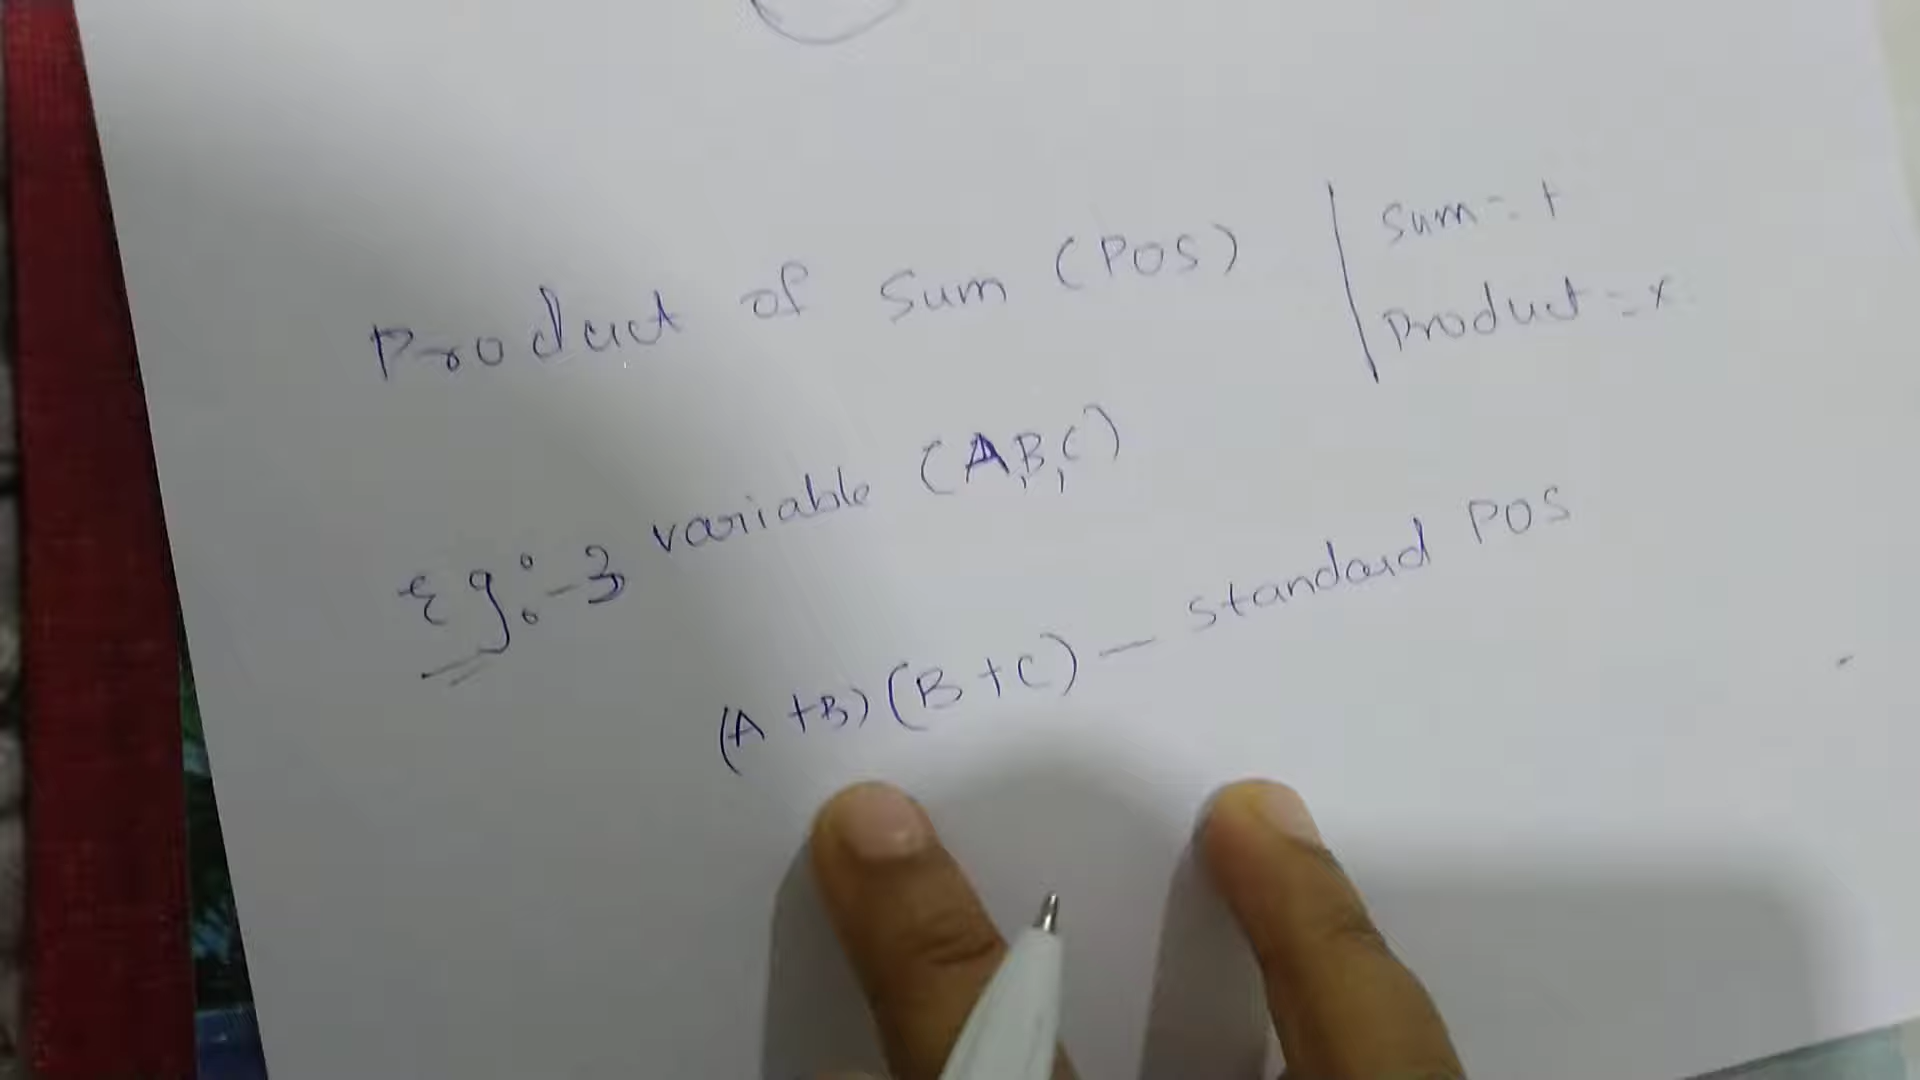 Product of Sum (POS)
Sum = +
Product = x
Eg:- 3 variable (A,B,C)
(A+B)(B+C) - standard POS